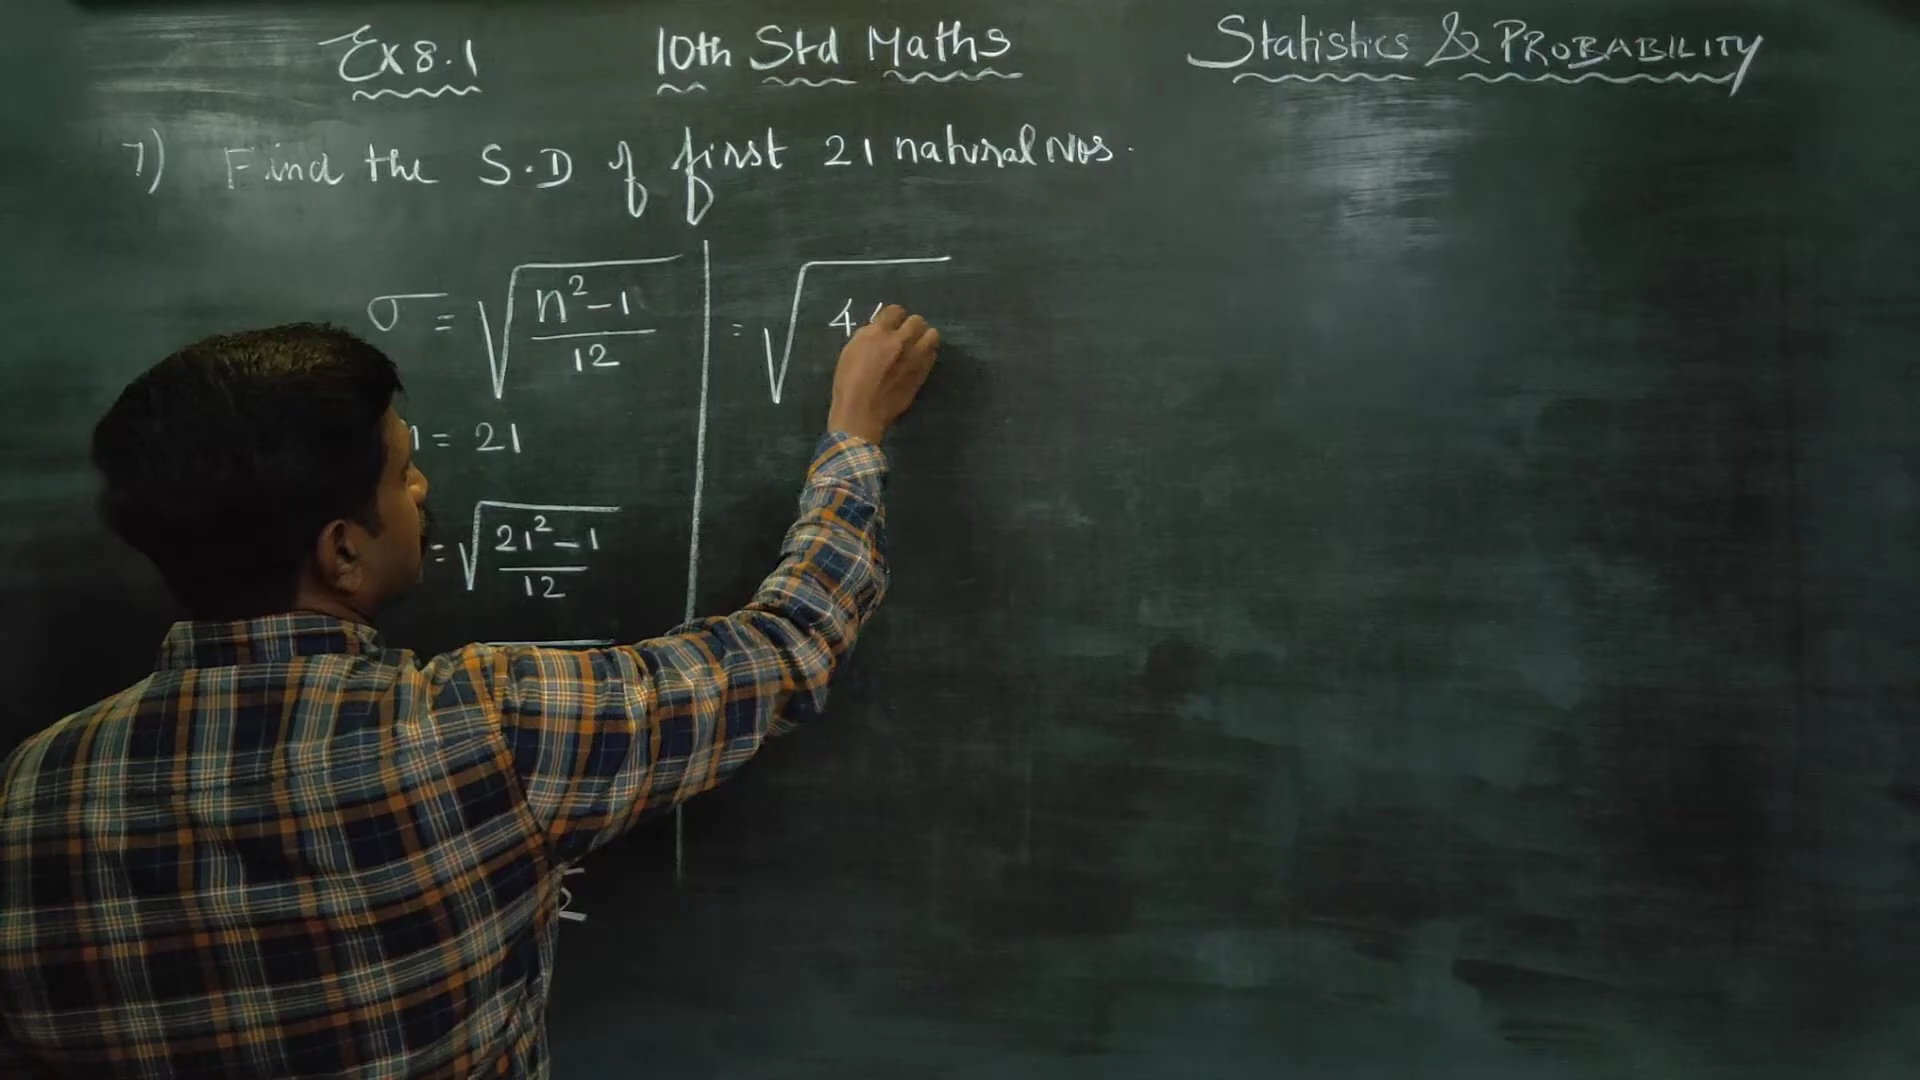 Ex 8.1 10th Std Maths Statistics & PROBABILITY
7) Find the S.D of first 21 natural Nos.
σ = √(n²-1/12)
= 21
= √(21²-1/12)
= √4